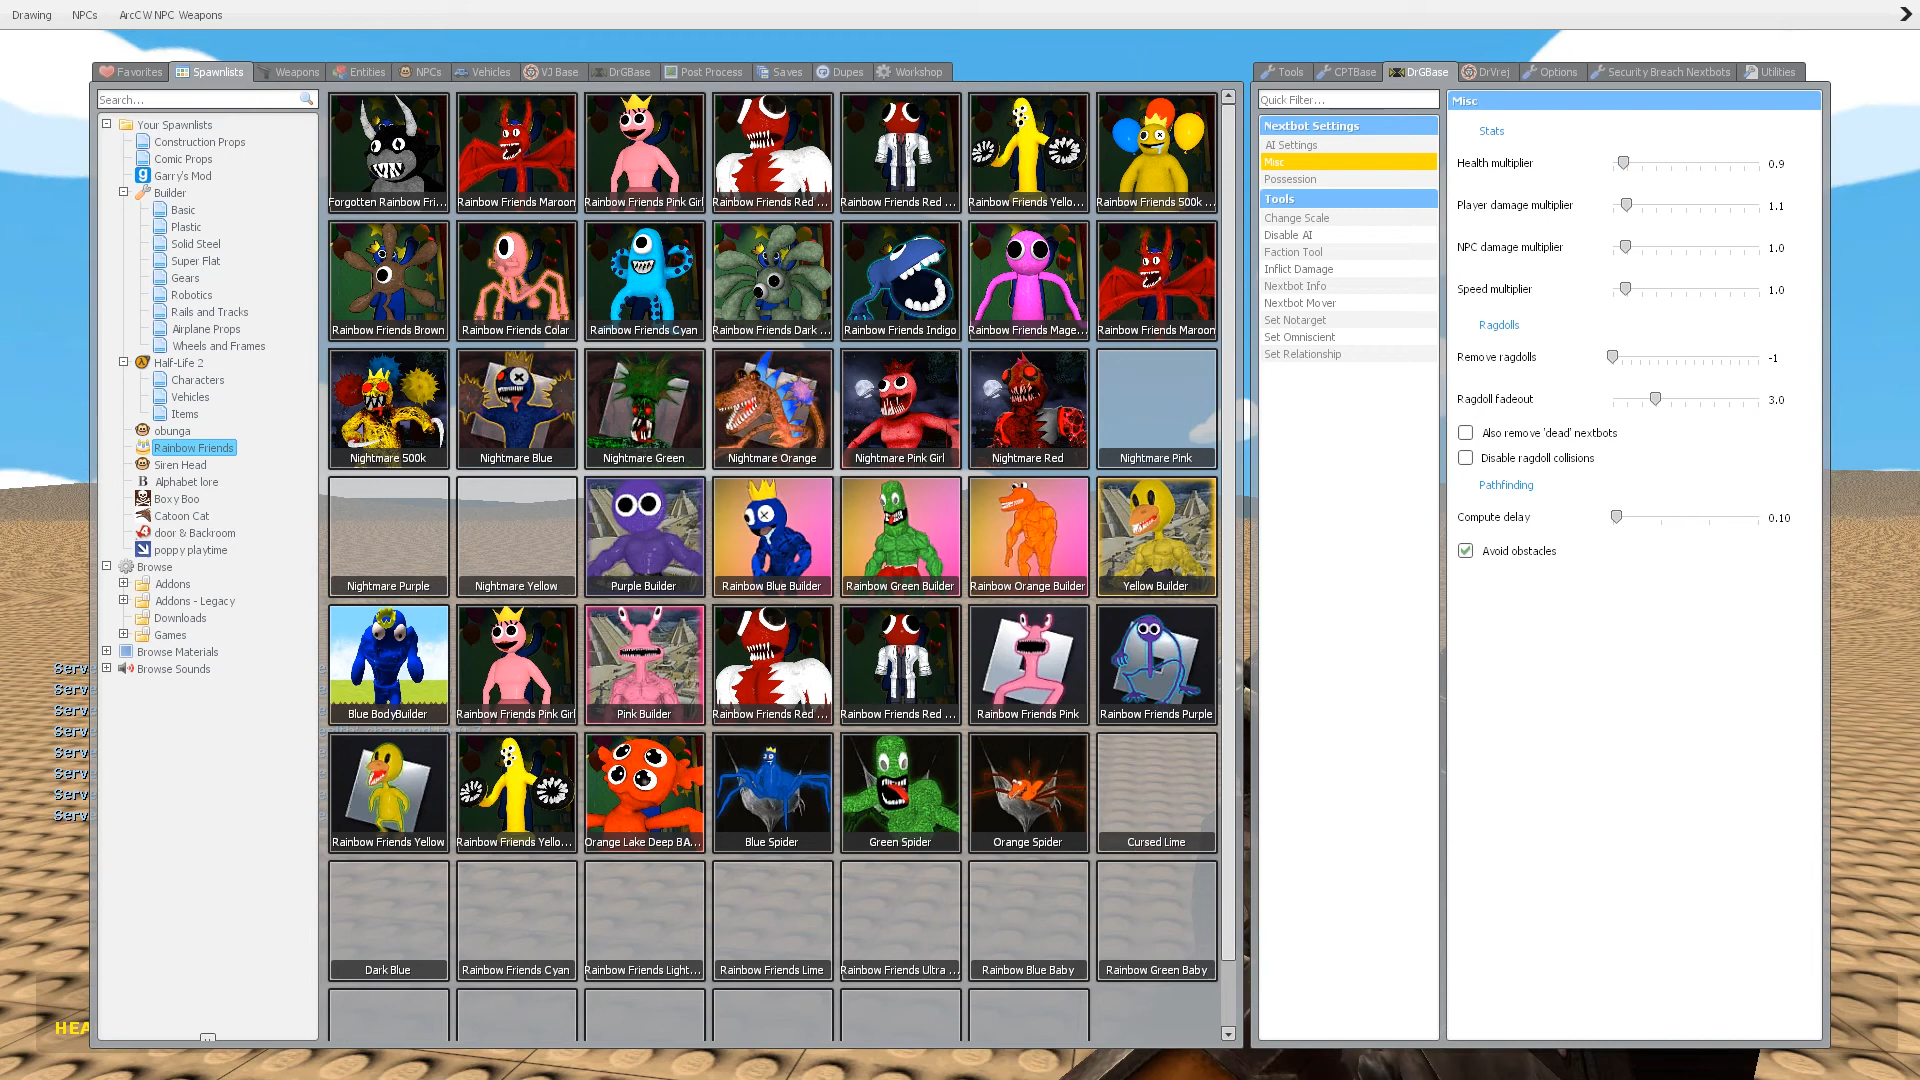 Drawing NPCs ArcCW NPC Weapons
Favorites Spawnlists Weapons Entities NPCs Vehicles VJ Base DrGBase Post Process Saves Dupes Workshop
Search...
Your Spawnlists
Construction Props
Comic Props
Garry's Mod
Builder
Basic
Plastic
Solid Steel
Super Flat
Gears
Robotics
Rails and Tracks
Airplane Props
Wheels and Frames
Half-Life 2
Characters
Vehicles
Items
obunga
Rainbow Friends
Siren Head
Alphabet lore
Boxy Boo
Catoon Cat
door & Backroom
poppy playtime
Browse
Addons
Addons - Legacy
Downloads
Games
Browse Materials
Browse Sounds
Forgotten Rainbow Fri... Rainbow Friends Maroon Rainbow Friends Pink Girl Rainbow Friends Red ... Rainbow Friends Red ... Rainbow Friends Yello... Rainbow Friends 500k ...
Rainbow Friends Brown Rainbow Friends Colar Rainbow Friends Cyan Rainbow Friends Dark ... Rainbow Friends Indigo Rainbow Friends Mage... Rainbow Friends Maroon
Nightmare 500k Nightmare Blue Nightmare Green Nightmare Orange Nightmare Pink Girl Nightmare Red Nightmare Pink
Nightmare Purple Nightmare Yellow Purple Builder Rainbow Blue Builder Rainbow Green Builder Rainbow Orange Builder Yellow Builder
Blue BodyBuilder Rainbow Friends Pink Girl Pink Builder Rainbow Friends Red ... Rainbow Friends Red ... Rainbow Friends Pink Rainbow Friends Purple
Rainbow Friends Yellow Rainbow Friends Yello... Orange Lake Deep BA... Blue Spider Green Spider Orange Spider Cursed Lime
Dark Blue Rainbow Friends Cyan Rainbow Friends Light... Rainbow Friends Lime Rainbow Friends Ultra ... Rainbow Blue Baby Rainbow Green Baby
Serv
Serv
Serv
Serv
Serv
Serv
Serv
Serv
HEA
Tools CPTBase DrGBase DrVrej Options Security Breach Nextbots Utilities
Quick Filter...
Nextbot Settings
AI Settings
Misc
Possession
Tools
Change Scale
Disable AI
Faction Tool
Inflict Damage
Nextbot Info
Nextbot Mover
Set Notarget
Set Omniscient
Set Relationship
Misc
Stats
Health multiplier 0.9
Player damage multiplier 1.1
NPC damage multiplier 1.0
Speed multiplier 1.0
Ragdolls
Remove ragdolls -1
Ragdoll fadeout 3.0
Also remove 'dead' nextbots
Disable ragdoll collisions
Pathfinding
Compute delay 0.10
Avoid obstacles